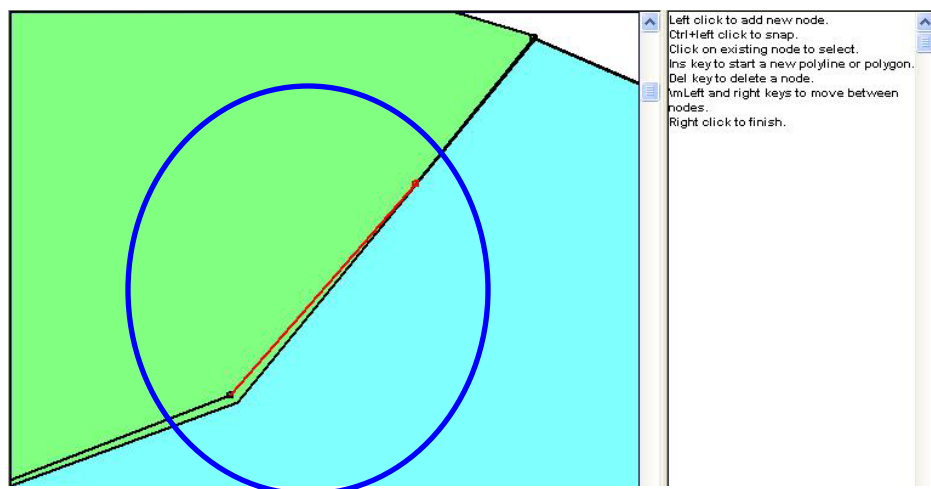 Left click to add new node.
Ctrl+left click to snap.
Click on existing node to select.
Ins key to start a new polyline or polygon.
Del key to delete a node.
\mLeft and right keys to move between
nodes.
Right click to finish.